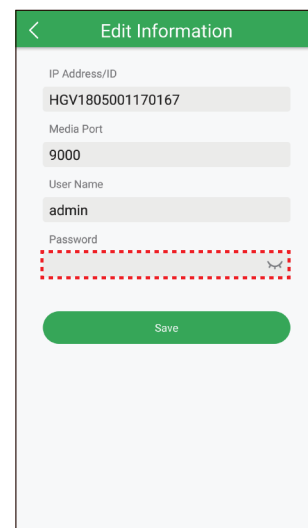 Edit Information
IP Address/ID
HGV1805001170167
Media Port
9000
User Name
admin
Password
Save